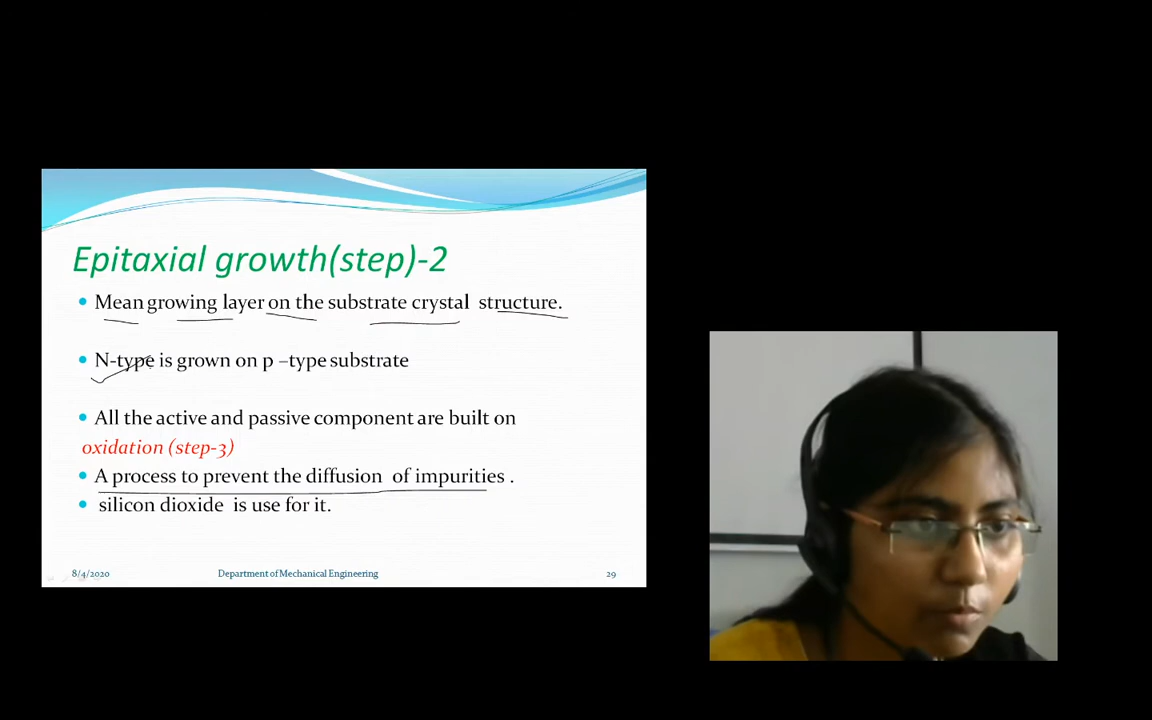 Epitaxial growth(step)-2
Mean growing layer on the substrate crystal structure.
N-type is grown on p –type substrate
All the active and passive component are built on
oxidation (step-3)
A process to prevent the diffusion of impurities .
silicon dioxide is use for it.
8/4/2020 Department of Mechanical Engineering 29